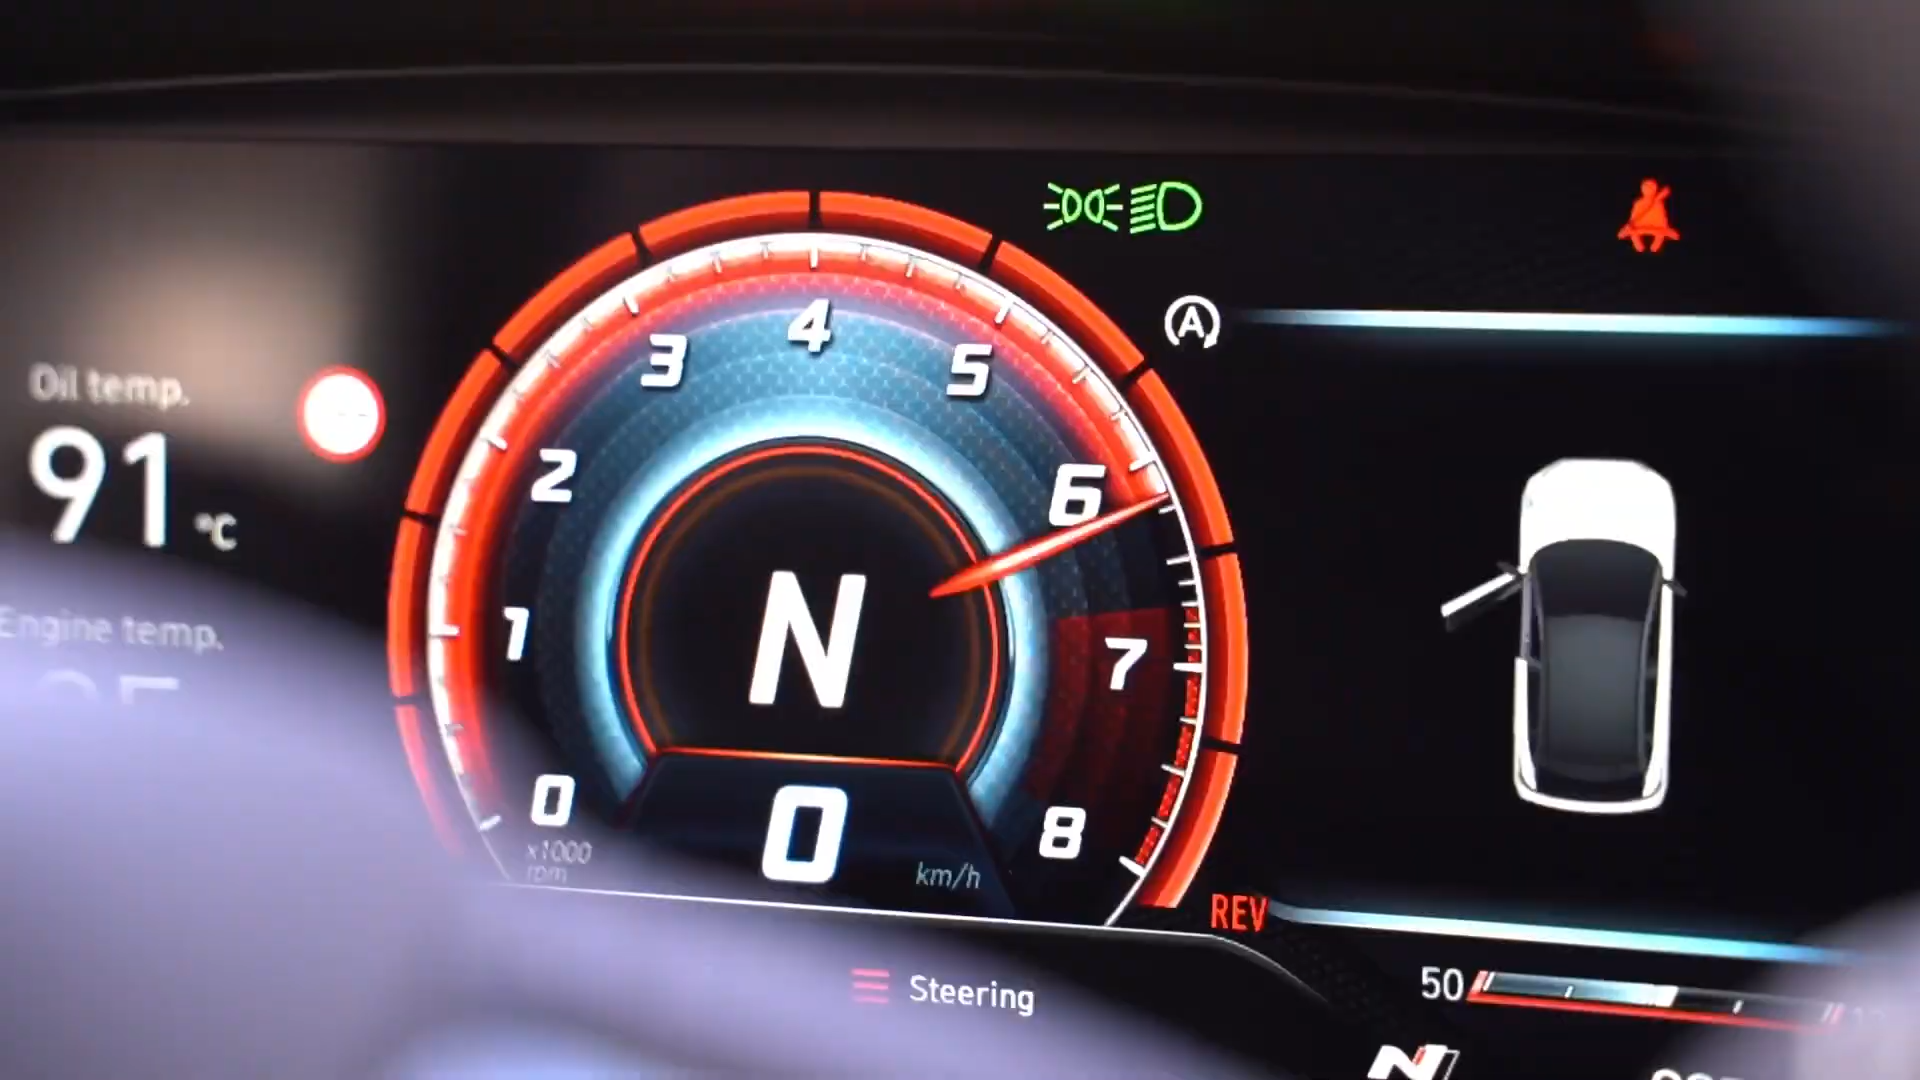 Oil temp.
91 °C
Engine temp.
0
1
2
3
4
5
6
7
8
x1000
rpm
N
0 km/h
A
REV
Steering
50
N